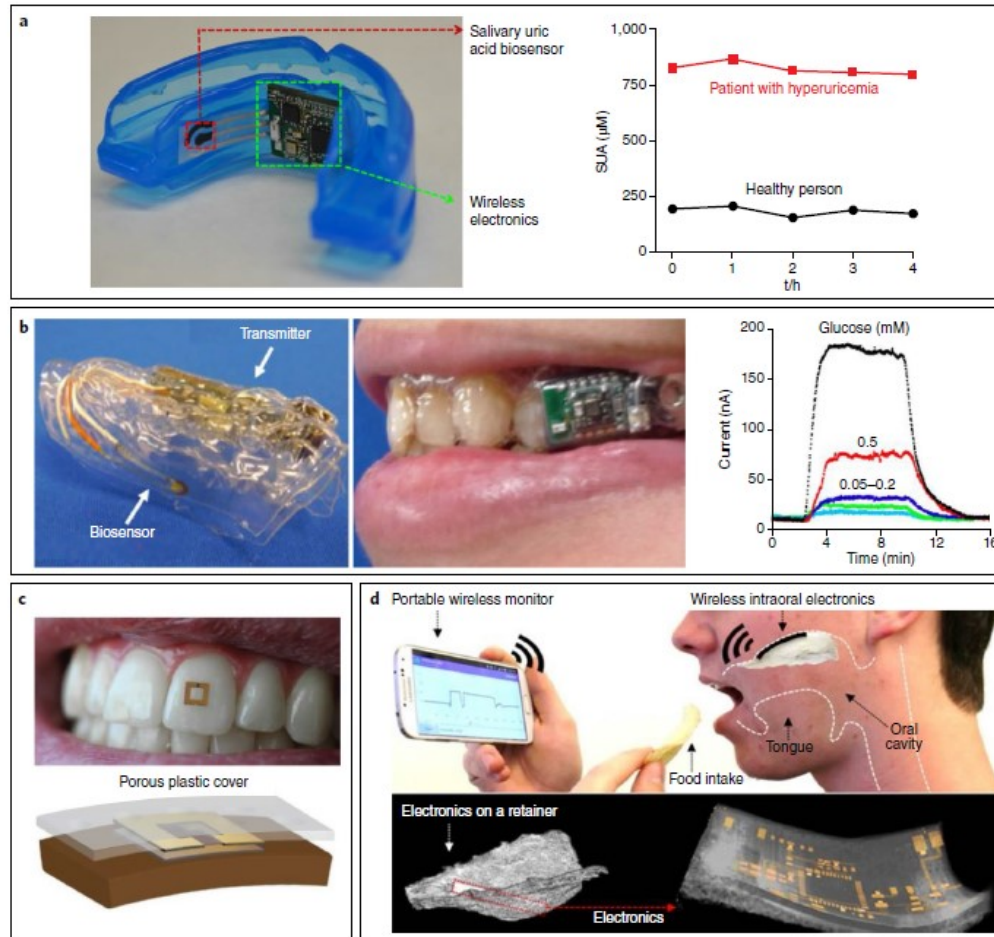 a
Salivary uric
acid biosensor
Wireless
electronics
1,000
750
500
250
0
SUA (µM)
Patient with hyperuricemia
Healthy person
0 1 2 3 4
t/h
b
Transmitter
Biosensor
Glucose (mM)
200
150
100
50
0
Current (nA)
0.5
0.05–0.2
0 4 8 12 16
Time (min)
c
Porous plastic cover
d
Portable wireless monitor
Wireless intraoral electronics
Tongue
Oral
cavity
Food intake
Electronics on a retainer
Electronics